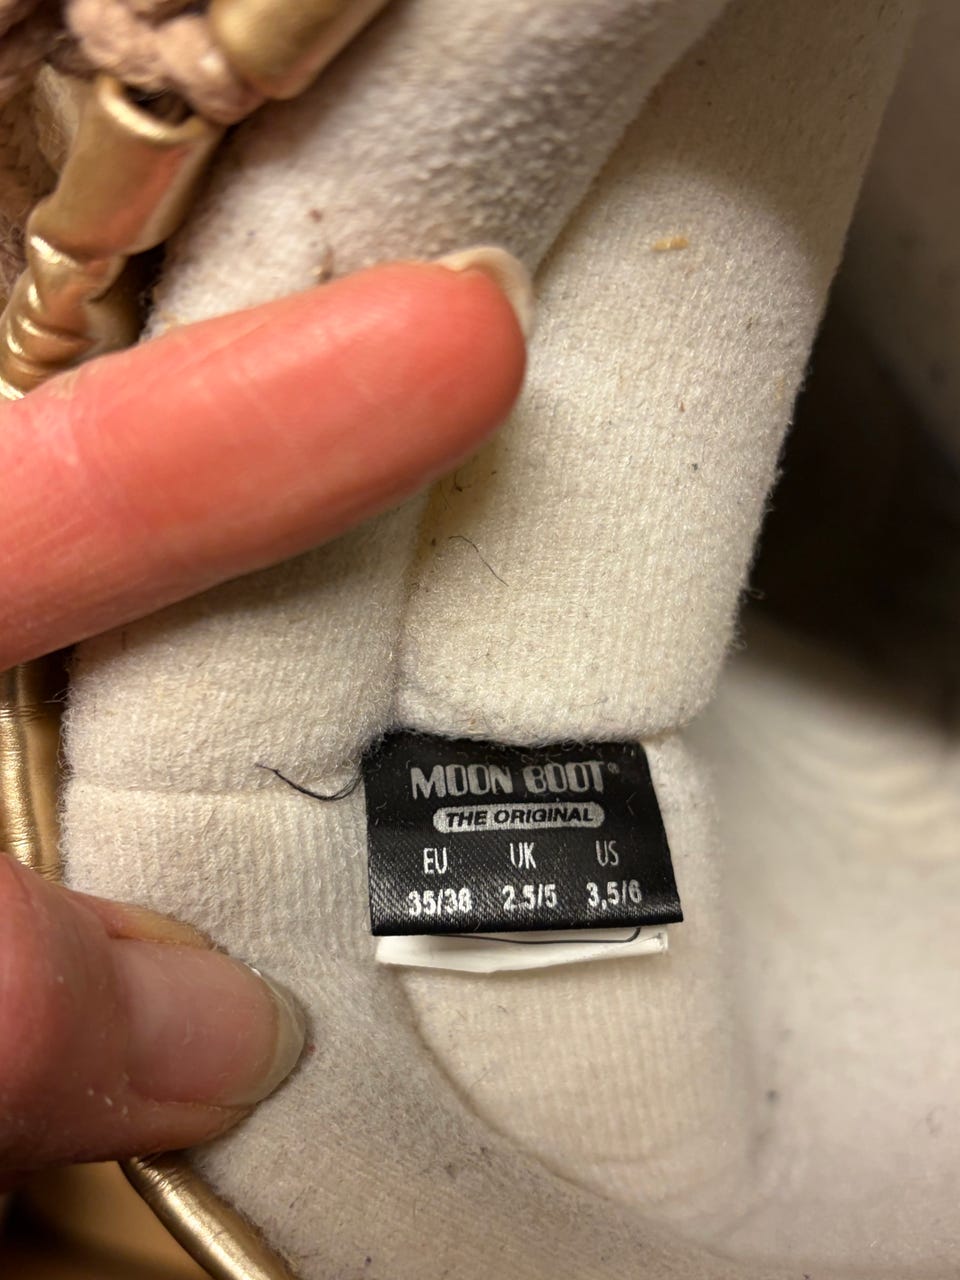 MOON BOOT®
THE ORIGINAL
EU UK US
35/38 2.5/5 3,5/6